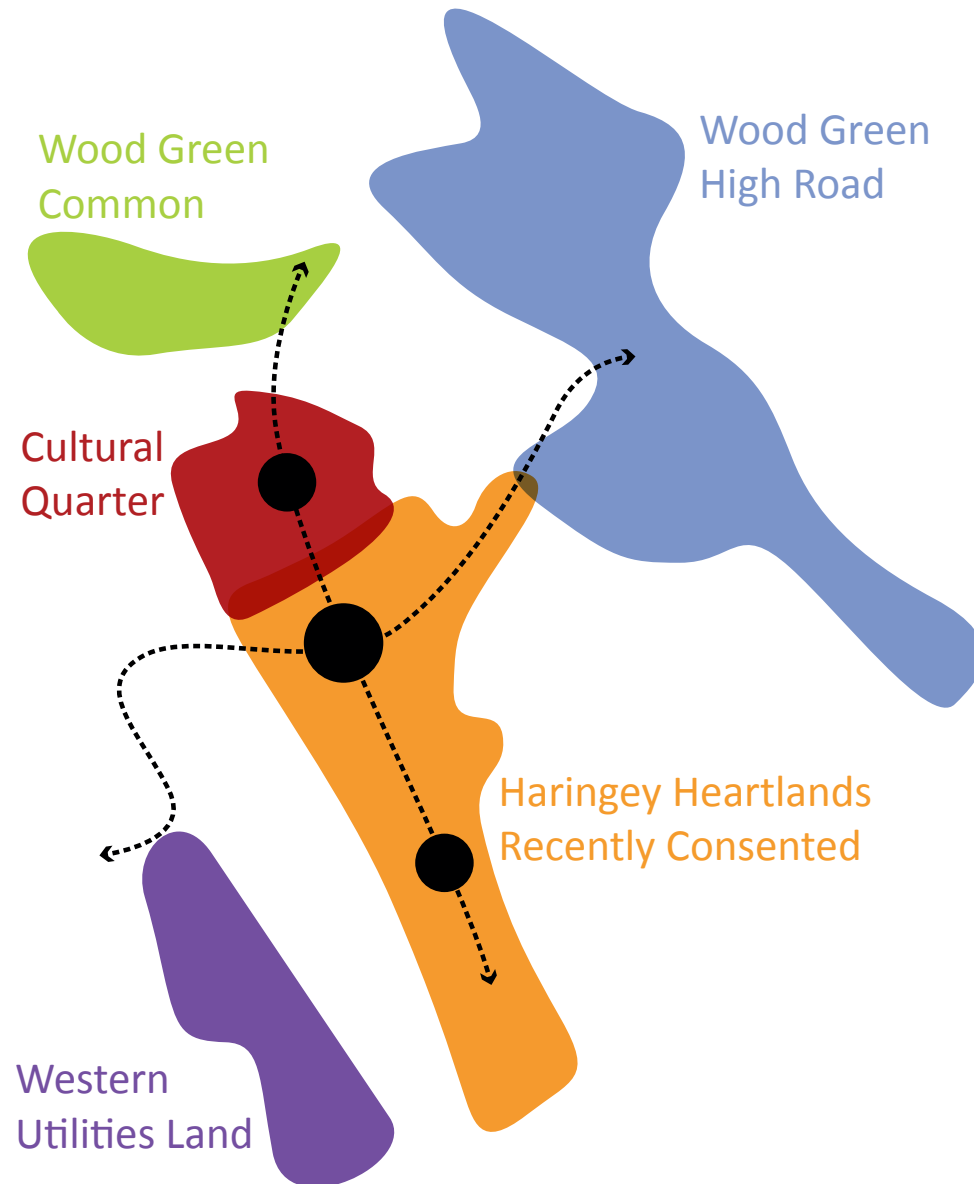 Wood Green
Common
Wood Green
High Road
Cultural
Quarter
Haringey Heartlands
Recently Consented
Western
Utilities Land